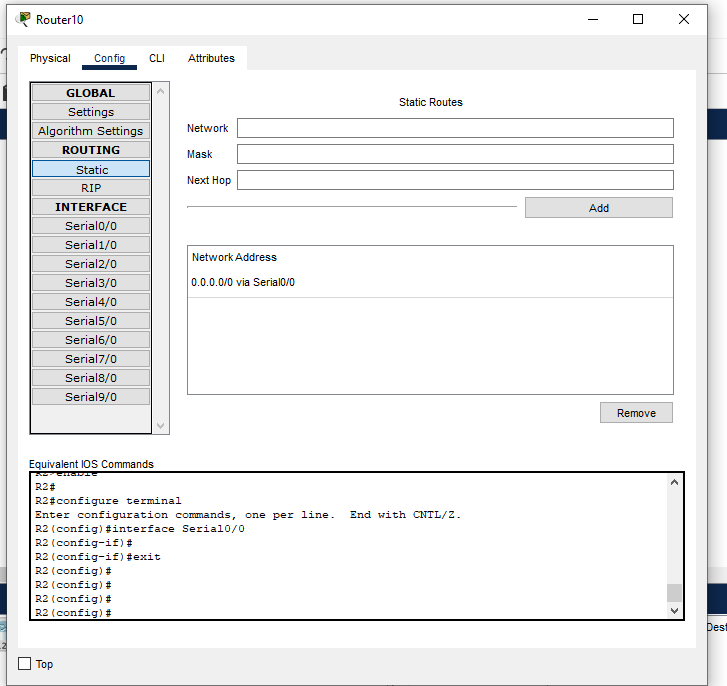 Router10
Physical Config CLI Attributes
GLOBAL
Settings
Algorithm Settings
ROUTING
Static
RIP
INTERFACE
Serial0/0
Serial1/0
Serial2/0
Serial3/0
Serial4/0
Serial5/0
Serial6/0
Serial7/0
Serial8/0
Serial9/0
Static Routes
Network
Mask
Next Hop
Add
Network Address
0.0.0.0/0 via Serial0/0
Remove
Equivalent IOS Commands
R2>enable
R2#
R2#configure terminal
Enter configuration commands, one per line.  End with CNTL/Z.
R2(config)#interface Serial0/0
R2(config-if)#
R2(config-if)#exit
R2(config)#
R2(config)#
R2(config)#
R2(config)#
Top
Dest